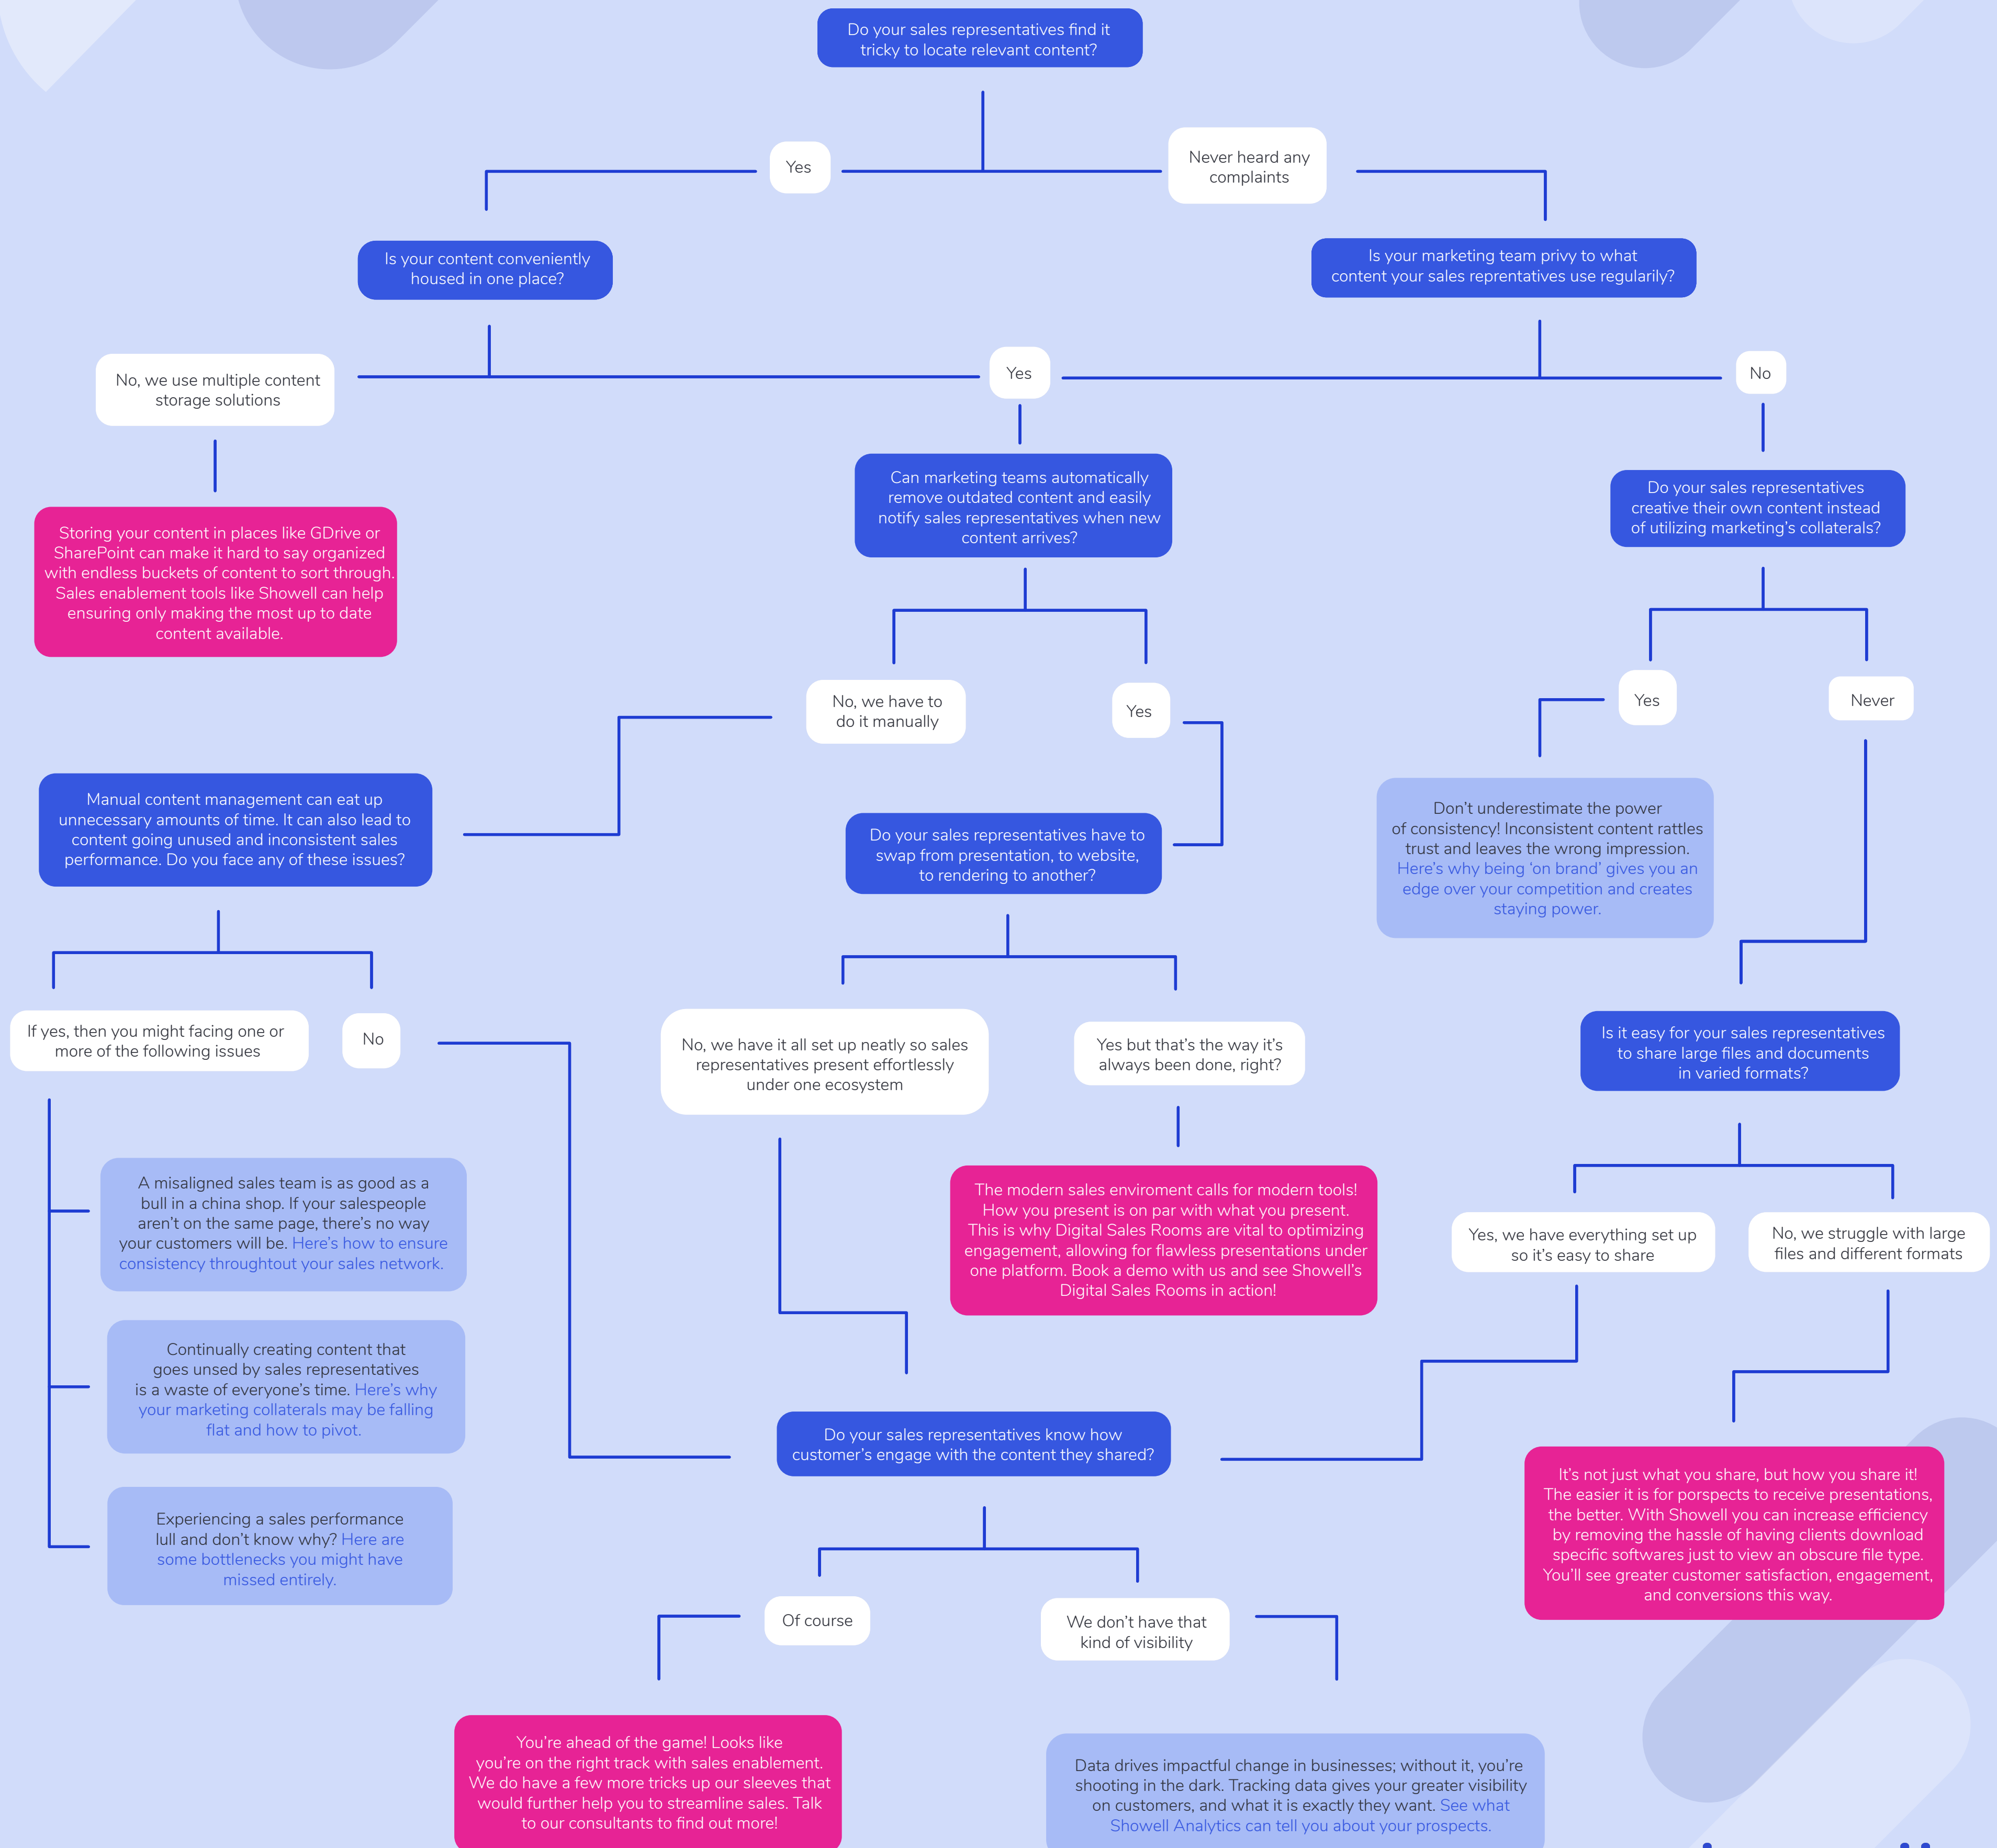 Do your sales representatives find it
tricky to locate relevant content?
Yes
Never heard any
complaints
Is your content conveniently
housed in one place?
Is your marketing team privy to what
content your sales reprentatives use regularily?
No, we use multiple content
storage solutions
Yes
No
Storing your content in places like GDrive or
SharePoint can make it hard to say organized
with endless buckets of content to sort through.
Sales enablement tools like Showell can help
ensuring only making the most up to date
content available.
Can marketing teams automatically
remove outdated content and easily
notify sales representatives when new
content arrives?
Do your sales representatives
creative their own content instead
of utilizing marketing's collaterals?
No, we have to
do it manually
Yes
Yes
Never
Manual content management can eat up
unnecessary amounts of time. It can also lead to
content going unused and inconsistent sales
performance. Do you face any of these issues?
Do your sales representatives have to
swap from presentation, to website,
to rendering to another?
Don't underestimate the power
of consistency! Inconsistent content rattles
trust and leaves the wrong impression.
Here's why being ‘on brand’ gives you an
edge over your competition and creates
staying power.
If yes, then you might facing one or
more of the following issues
No
No, we have it all set up neatly so sales
representatives present effortlessly
under one ecosystem
Yes but that's the way it's
always been done, right?
Is it easy for your sales representatives
to share large files and documents
in varied formats?
A misaligned sales team is as good as a
bull in a china shop. If your salespeople
aren't on the same page, there's no way
your customers will be. Here's how to ensure
consistency throughtout your sales network.
The modern sales enviroment calls for modern tools!
How you present is on par with what you present.
This is why Digital Sales Rooms are vital to optimizing
engagement, allowing for flawless presentations under
one platform. Book a demo with us and see Showell's
Digital Sales Rooms in action!
Yes, we have everything set up
so it's easy to share
No, we struggle with large
files and different formats
Continually creating content that
goes unsed by sales representatives
is a waste of everyone's time. Here's why
your marketing collaterals may be falling
flat and how to pivot.
Do your sales representatives know how
customer's engage with the content they shared?
Experiencing a sales performance
lull and don't know why? Here are
some bottlenecks you might have
missed entirely.
It's not just what you share, but how you share it!
The easier it is for porspects to receive presentations,
the better. With Showell you can increase efficiency
by removing the hassle of having clients download
specific softwares just to view an obscure file type.
You'll see greater customer satisfaction, engagement,
and conversions this way.
Of course
We don't have that
kind of visibility
You're ahead of the game! Looks like
you're on the right track with sales enablement.
We do have a few more tricks up our sleeves that
would further help you to streamline sales. Talk
to our consultants to find out more!
Data drives impactful change in businesses; without it, you're
shooting in the dark. Tracking data gives your greater visibility
on customers, and what it is exactly they want. See what
Showell Analytics can tell you about your prospects.